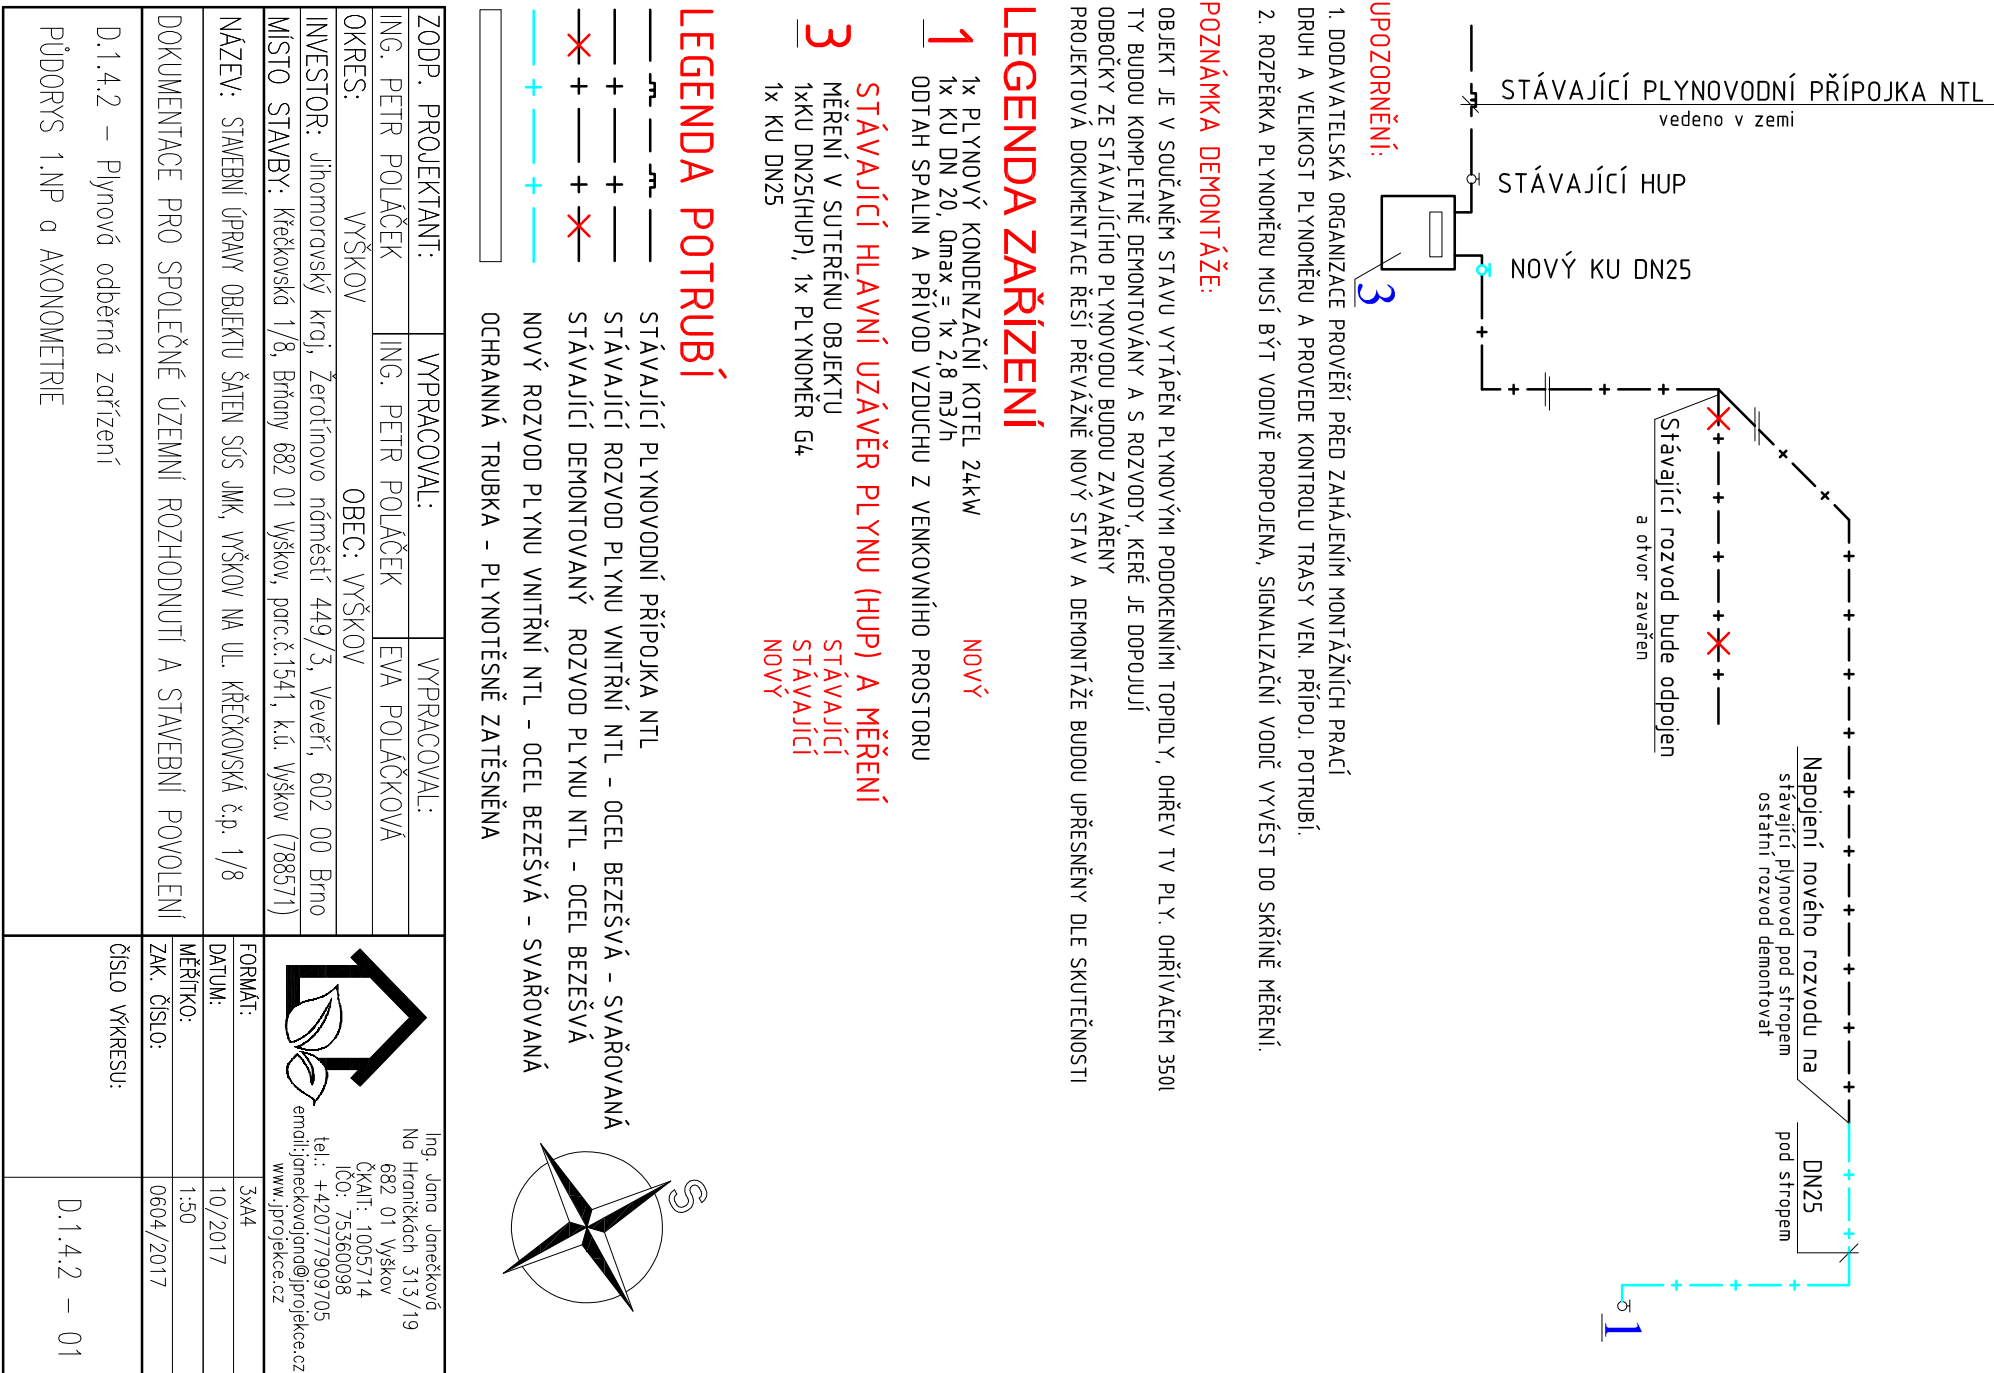 STÁVAJÍCÍ PLYNOVODNÍ PŘÍPOJKA NTL
vedeno v zemi
STÁVAJÍCÍ HUP
NOVÝ KU DN25
3
Stávající rozvod bude odpojen
a otvor zavařen
Napojení nového rozvodu na
stávající plynovod pod stropem
ostatní rozvod demontovat
DN25
pod stropem
1
UPOZORNĚNÍ:
1. DODAVATELSKÁ ORGANIZACE PROVĚŘÍ PŘED ZAHÁJENÍM MONTÁŽNÍCH PRACÍ
DRUH A VELIKOST PLYNOMĚRU A PROVEDE KONTROLU TRASY VEN. PŘÍPOJ. POTRUBÍ.
2. ROZPĚRKA PLYNOMĚRU MUSÍ BÝT VODIVĚ PROPOJENA, SIGNALIZAČNÍ VODIČ VYVÉST DO SKŘÍNĚ MĚŘENÍ.
POZNÁMKA DEMONTÁŽE:
OBJEKT JE V SOUČANÉM STAVU VYTÁPĚN PLYNOVÝMI PODOKENNÍMI TOPIDLY, OHŘEV TV PLY. OHŘÍVAČEM 350l
TY BUDOU KOMPLETNĚ DEMONTOVÁNY A S ROZVODY, KERÉ JE DOPOJUJÍ
ODBOČKY ZE STÁVAJÍCÍHO PLYNOVODU BUDOU ZAVAŘENY
PROJEKTOVÁ DOKUMENTACE ŘEŠÍ PŘEVÁŽNĚ NOVÝ STAV A DEMONTÁŽE BUDOU UPŘESNĚNY DLE SKUTEČNOSTI
LEGENDA ZAŘÍZENÍ
1 1x PLYNOVÝ KONDENZAČNÍ KOTEL 24kW NOVÝ
1x KU DN 20, Qmax = 1x 2,8 m3/h
ODTAH SPALIN A PŘÍVOD VZDUCHU Z VENKOVNÍHO PROSTORU
STÁVAJÍCÍ HLAVNÍ UZÁVĚR PLYNU (HUP) A MĚŘENÍ
3 MĚŘENÍ V SUTERÉNU OBJEKTU STÁVAJÍCÍ
1xKU DN25(HUP), 1x PLYNOMĚR G4 STÁVAJÍCÍ
1x KU DN25 NOVÝ
LEGENDA POTRUBÍ
STÁVAJÍCÍ PLYNOVODNÍ PŘÍPOJKA NTL
STÁVAJÍCÍ ROZVOD PLYNU VNITŘNÍ NTL - OCEL BEZEŠVÁ - SVAŘOVANÁ
STÁVAJÍCÍ DEMONTOVANÝ ROZVOD PLYNU NTL - OCEL BEZEŠVÁ
NOVÝ ROZVOD PLYNU VNITŘNÍ NTL - OCEL BEZEŠVÁ - SVAŘOVANÁ
OCHRANNÁ TRUBKA - PLYNOTĚSNĚ ZATĚSNĚNA
S
ZODP. PROJEKTANT: VYPRACOVAL: VYPRACOVAL:
ING. PETR POLÁČEK ING. PETR POLÁČEK EVA POLÁČKOVÁ
OKRES: VYŠKOV OBEC: VYŠKOV
INVESTOR: Jihomoravský kraj, Žerotínovo náměstí 449/3, Veveří, 602 00 Brno
MÍSTO STAVBY: Křečkovská 1/8, Brňany 682 01 Vyškov, parc.č.1541, k.ú. Vyškov (788571)
NÁZEV: STAVEBNÍ ÚPRAVY OBJEKTU ŠATEN SÚS JMK, VYŠKOV NA UL. KŘEČKOVSKÁ č.p. 1/8
DOKUMENTACE PRO SPOLEČNÉ ÚZEMNÍ ROZHODNUTÍ A STAVEBNÍ POVOLENÍ
D.1.4.2 - Plynová odběrná zařízení
PŮDORYS 1.NP a AXONOMETRIE
Ing. Jana Janečková
Na Hraničkách 313/19
682 01 Vyškov
ČKAIT: 1005714
IČO: 75360098
tel.: +420777909705
email:janeckovajana@jprojekce.cz
www.jprojekce.cz
FORMÁT: 3xA4
DATUM: 10/2017
MĚŘÍTKO: 1:50
ZAK. ČÍSLO: 0604/2017
ČÍSLO VÝKRESU:
D.1.4.2 - 01